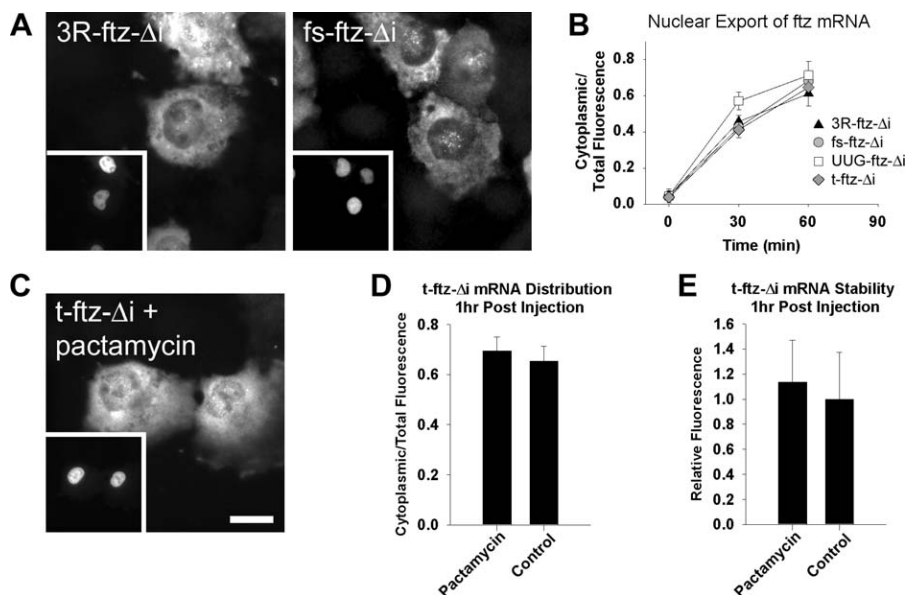 A
3R-ftz-Δi
fs-ftz-Δi
B
Nuclear Export of ftz mRNA
Cytoplasmic/
Total Fluorescence
0.8
0.6
0.4
0.2
0.0
0
30
60
90
Time (min)
3R-ftz-Δi
fs-ftz-Δi
UUG-ftz-Δi
t-ftz-Δi
C
t-ftz-Δi +
pactamycin
D
t-ftz-Δi mRNA Distribution
1hr Post Injection
Cytoplasmic/Total Fluorescence
0.8
0.6
0.4
0.2
0.0
Pactamycin
Control
E
t-ftz-Δi mRNA Stability
1hr Post Injection
Relative Fluorescence
1.6
1.4
1.2
1.0
0.8
0.6
0.4
0.2
0.0
Pactamycin
Control